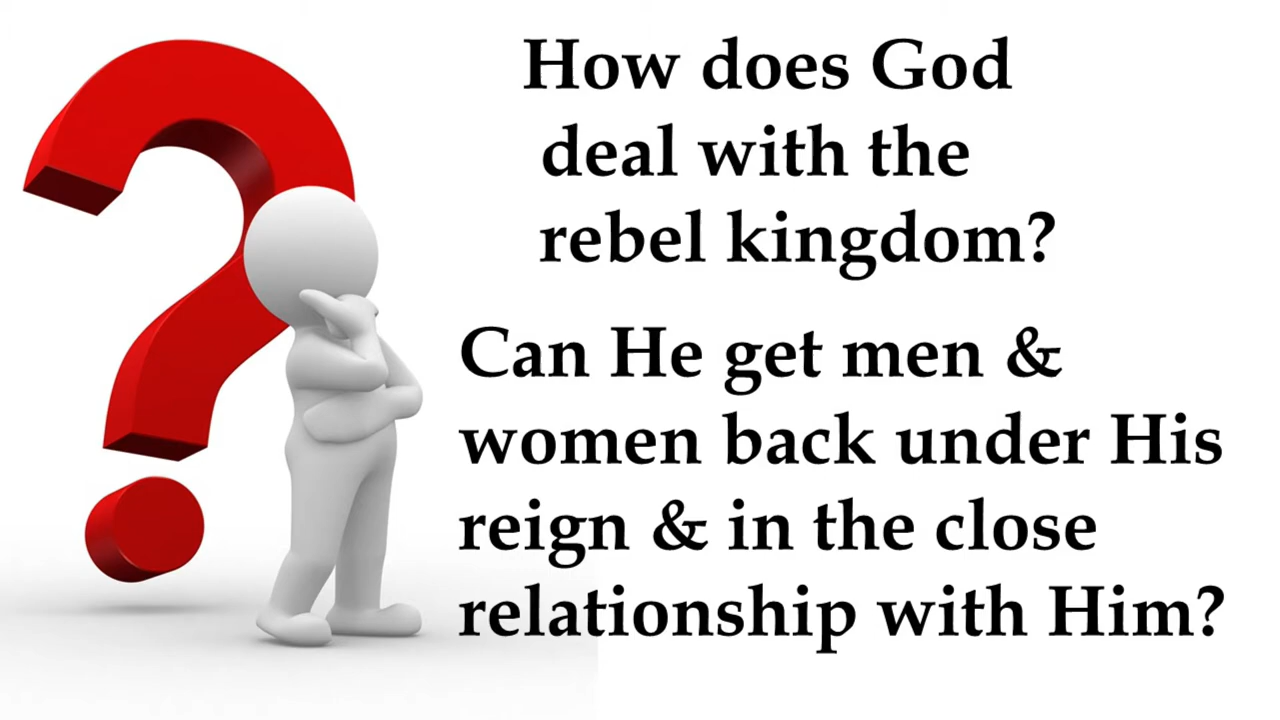 How does God
deal with the
rebel kingdom?
Can He get men &
women back under His
reign & in the close
relationship with Him?